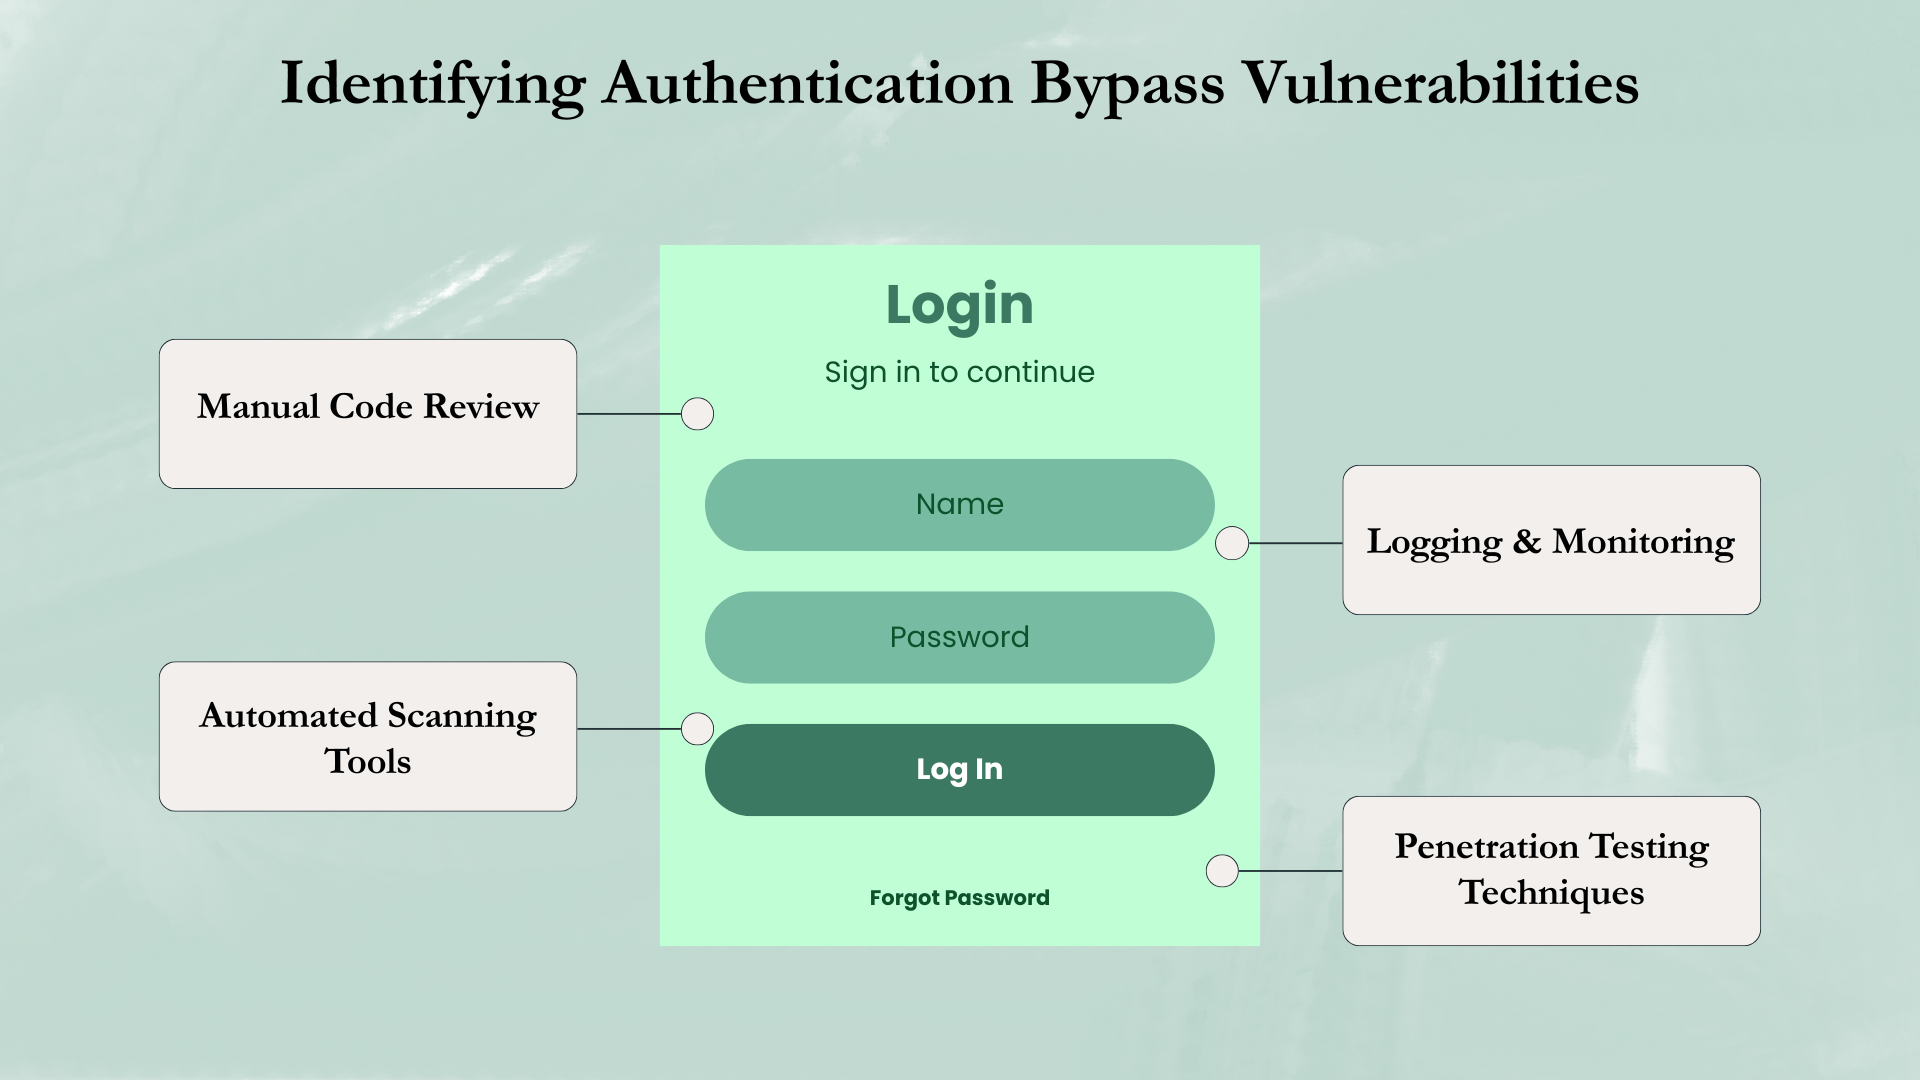 Identifying Authentication Bypass Vulnerabilities
Login
Sign in to continue
Manual Code Review
Name
Logging & Monitoring
Password
Automated Scanning
Tools
Log In
Penetration Testing
Techniques
Forgot Password